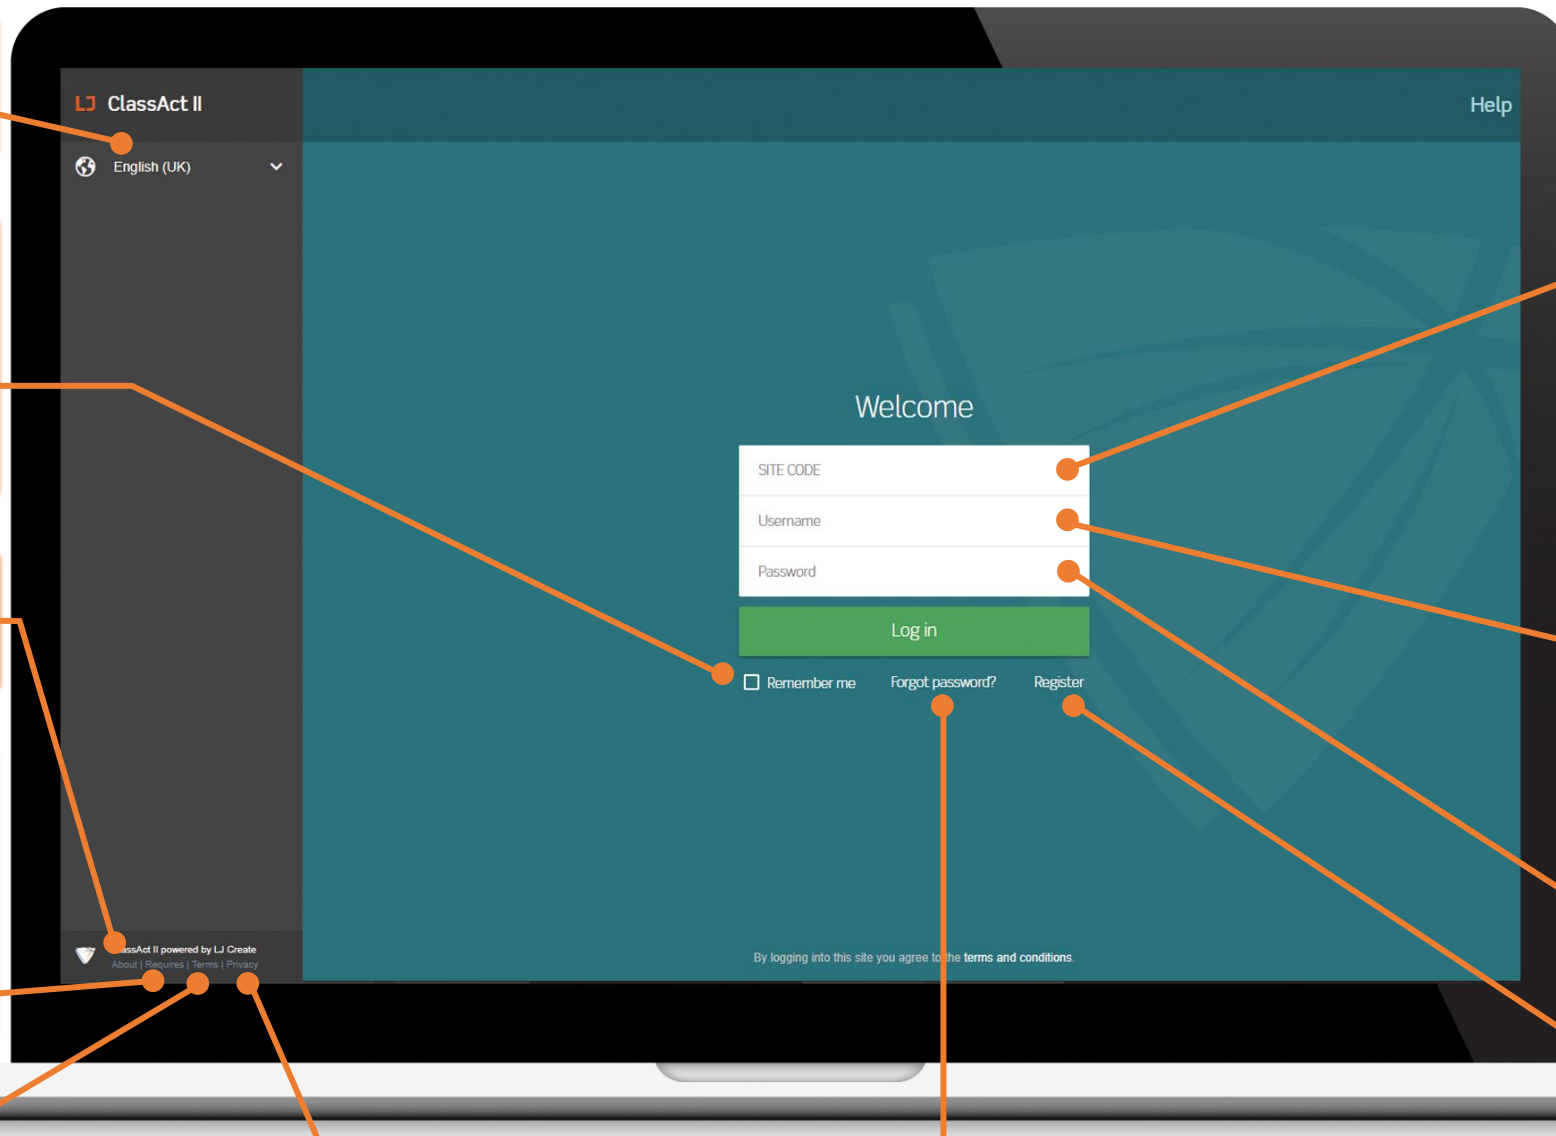 LJ ClassAct II
Help
English (UK)
Welcome
SITE CODE
Username
Password
Log in
Remember me Forgot password? Register
II powered by LJ Create
About | Requires | Terms | Privacy
By logging into this site you agree to the terms and conditions.